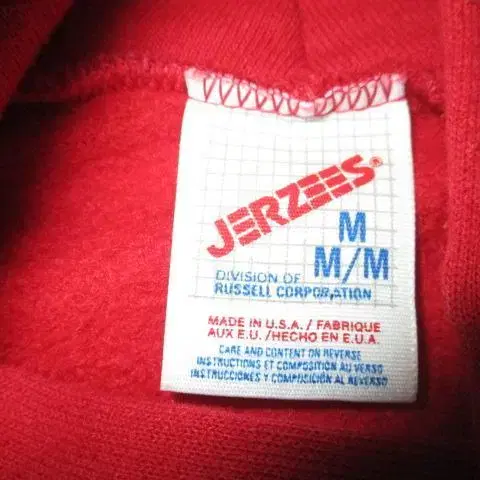 JERZEES®
M
M/M
DIVISION OF
RUSSELL CORPORATION
MADE IN U.S.A. / FABRIQUE
AUX E.U. /HECHO EN E.U.A.
CARE AND CONTENT ON REVERSE
INSTRUCTIONS ET COMPOSITION AU VERSO
INSTRUCCIONES Y COMPOSICIÓN AL REVERSO